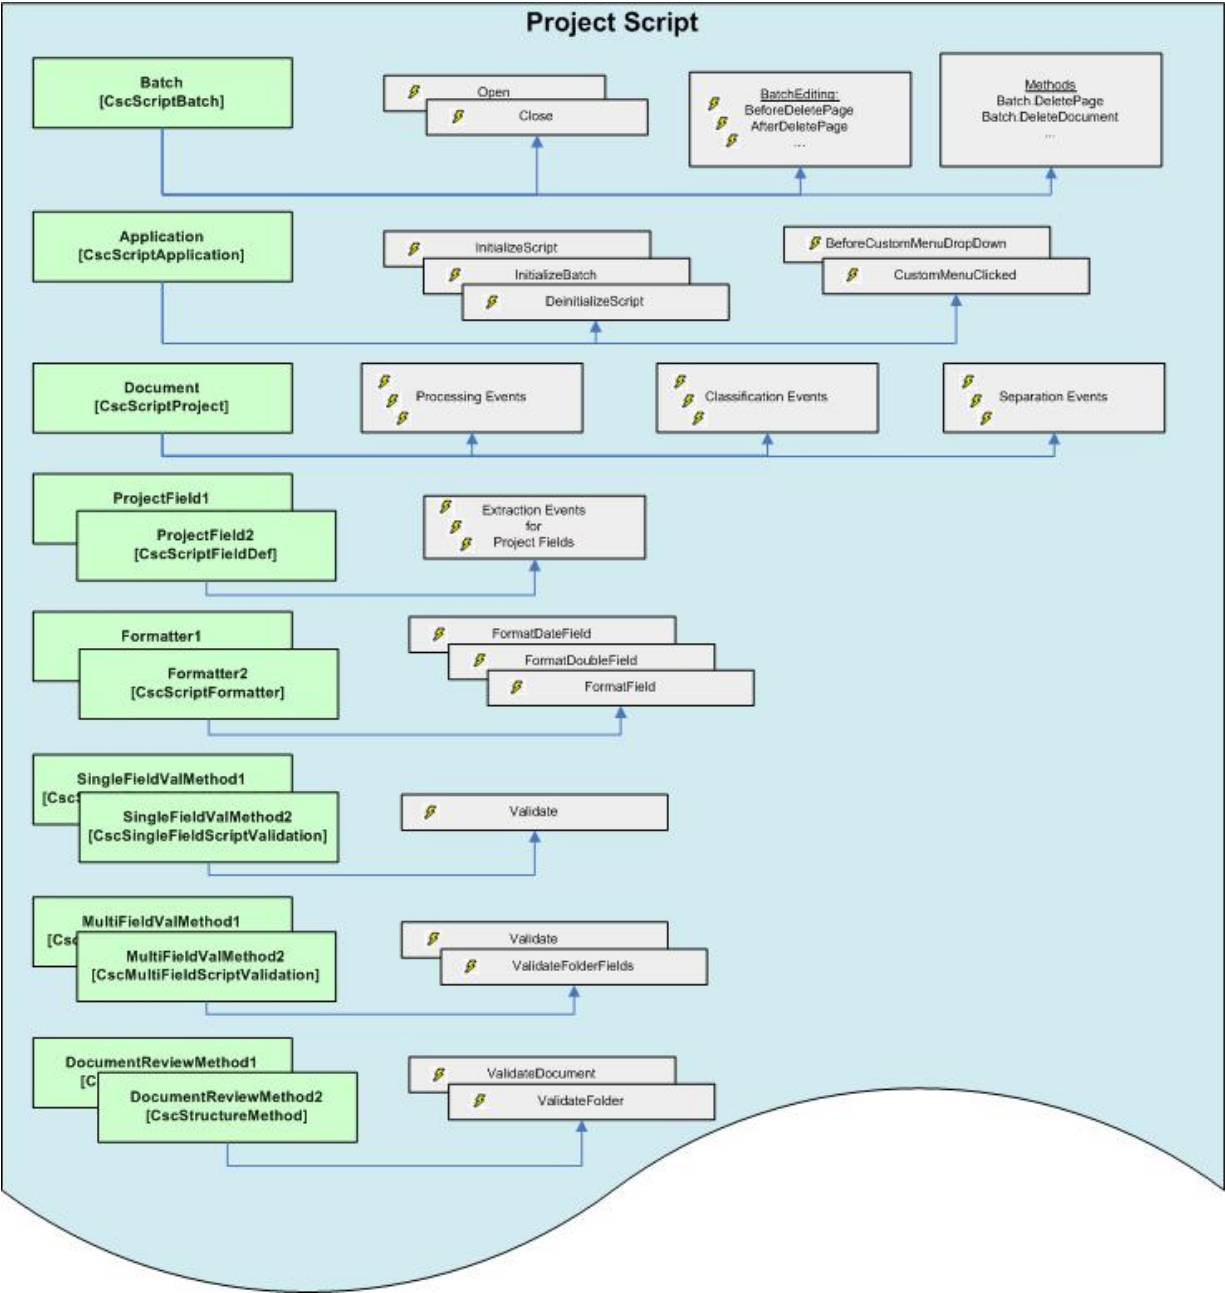 Project Script
Batch
[CscScriptBatch]
Open
Close
BatchEditing:
BeforeDeletePage
AfterDeletePage
...
Methods
Batch.DeletePage
Batch.DeleteDocument
...
Application
[CscScriptApplication]
InitializeScript
InitializeBatch
DeinitializeScript
BeforeCustomMenuDropDown
CustomMenuClicked
Document
[CscScriptProject]
Processing Events
Classification Events
Separation Events
ProjectField1
ProjectField2
[CscScriptFieldDef]
Extraction Events
for
Project Fields
Formatter1
Formatter2
[CscScriptFormatter]
FormatDateField
FormatDoubleField
FormatField
SingleFieldValMethod1
SingleFieldValMethod2
[CscSingleFieldScriptValidation]
Validate
MultiFieldValMethod1
MultiFieldValMethod2
[CscMultiFieldScriptValidation]
Validate
ValidateFolderFields
DocumentReviewMethod1
[C
DocumentReviewMethod2
[CscStructureMethod]
ValidateDocument
ValidateFolder